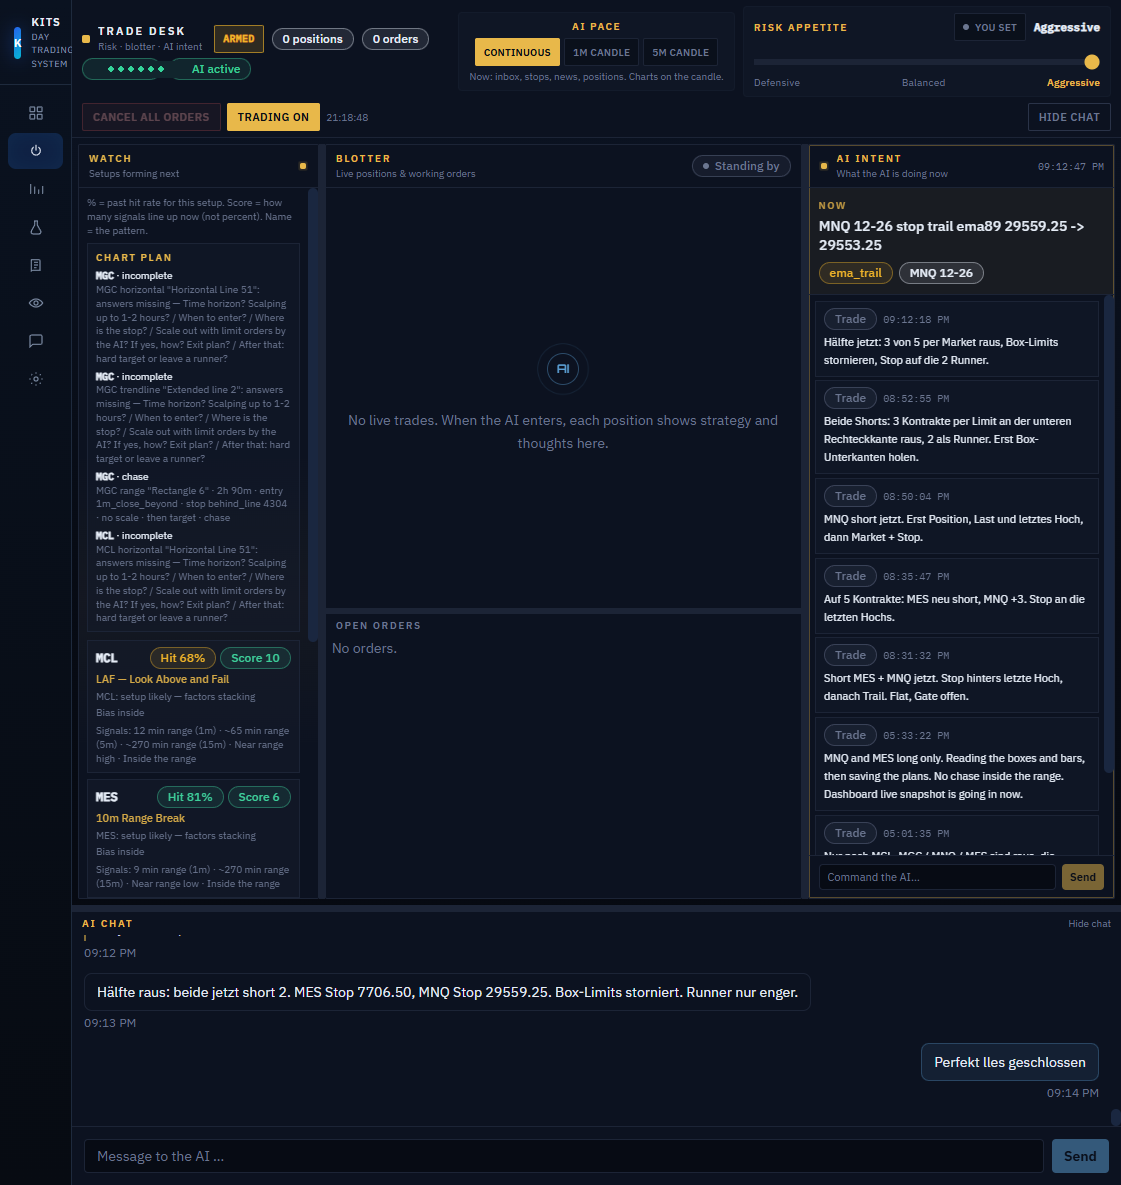 K
KITS
DAY
TRADING
SYSTEM
TRADE DESK
Risk · blotter · AI intent
ARMED
0 positions
0 orders
AI active
AI PACE
CONTINUOUS
1M CANDLE
5M CANDLE
Now: inbox, stops, news, positions. Charts on the candle.
RISK APPETITE
YOU SET
Aggressive
Defensive
Balanced
Aggressive
CANCEL ALL ORDERS
TRADING ON
21:18:48
HIDE CHAT
WATCH
Setups forming next
% = past hit rate for this setup. Score = how
many signals line up now (not percent). Name
= the pattern.
CHART PLAN
MGC · incomplete
MGC horizontal "Horizontal Line 51":
answers missing — Time horizon? Scalping
up to 1-2 hours? / When to enter? / Where
is the stop? / Scale out with limit orders by
the AI? If yes, how? Exit plan? / After that:
hard target or leave a runner?
MGC · incomplete
MGC trendline "Extended line 2": answers
missing — Time horizon? Scalping up to 1-2
hours? / When to enter? / Where is the
stop? / Scale out with limit orders by the
AI? If yes, how? Exit plan? / After that: hard
target or leave a runner?
MGC · chase
MGC range "Rectangle 6" · 2h 90m · entry
1m_close_beyond · stop behind_line 4304
· no scale · then target · chase
MCL · incomplete
MCL horizontal "Horizontal Line 51":
answers missing — Time horizon? Scalping
up to 1-2 hours? / When to enter? / Where
is the stop? / Scale out with limit orders by
the AI? If yes, how? Exit plan? / After that:
hard target or leave a runner?
MCL
Hit 68%
Score 10
LAF — Look Above and Fail
MCL: setup likely — factors stacking
Bias inside
Signals: 12 min range (1m) · ~65 min range
(5m) · ~270 min range (15m) · Near range
high · Inside the range
MES
Hit 81%
Score 6
10m Range Break
MES: setup likely — factors stacking
Bias inside
Signals: 9 min range (1m) · ~270 min range
(15m) · Near range low · Inside the range
BLOTTER
Live positions & working orders
Standing by
AI
No live trades. When the AI enters, each position shows strategy and
thoughts here.
OPEN ORDERS
No orders.
AI INTENT
What the AI is doing now
09:12:47 PM
NOW
MNQ 12-26 stop trail ema89 29559.25 ->
29553.25
ema_trail
MNQ 12-26
Trade
09:12:18 PM
Hälfte jetzt: 3 von 5 per Market raus, Box-Limits
stornieren, Stop auf die 2 Runner.
Trade
08:52:55 PM
Beide Shorts: 3 Kontrakte per Limit an der unteren
Rechteckkante raus, 2 als Runner. Erst Box-
Unterkanten holen.
Trade
08:50:04 PM
MNQ short jetzt. Erst Position, Last und letztes Hoch,
dann Market + Stop.
Trade
08:35:47 PM
Auf 5 Kontrakte: MES neu short, MNQ +3. Stop an die
letzten Hochs.
Trade
08:31:32 PM
Short MES + MNQ jetzt. Stop hinters letzte Hoch,
danach Trail. Flat, Gate offen.
Trade
05:33:22 PM
MNQ and MES long only. Reading the boxes and bars,
then saving the plans. No chase inside the range.
Dashboard live snapshot is going in now.
Trade
05:01:35 PM
Command the AI...
Send
AI CHAT
Hide chat
09:12 PM
Hälfte raus: beide jetzt short 2. MES Stop 7706.50, MNQ Stop 29559.25. Box-Limits storniert. Runner nur enger.
09:13 PM
Perfekt lles geschlossen
09:14 PM
Message to the AI ...
Send